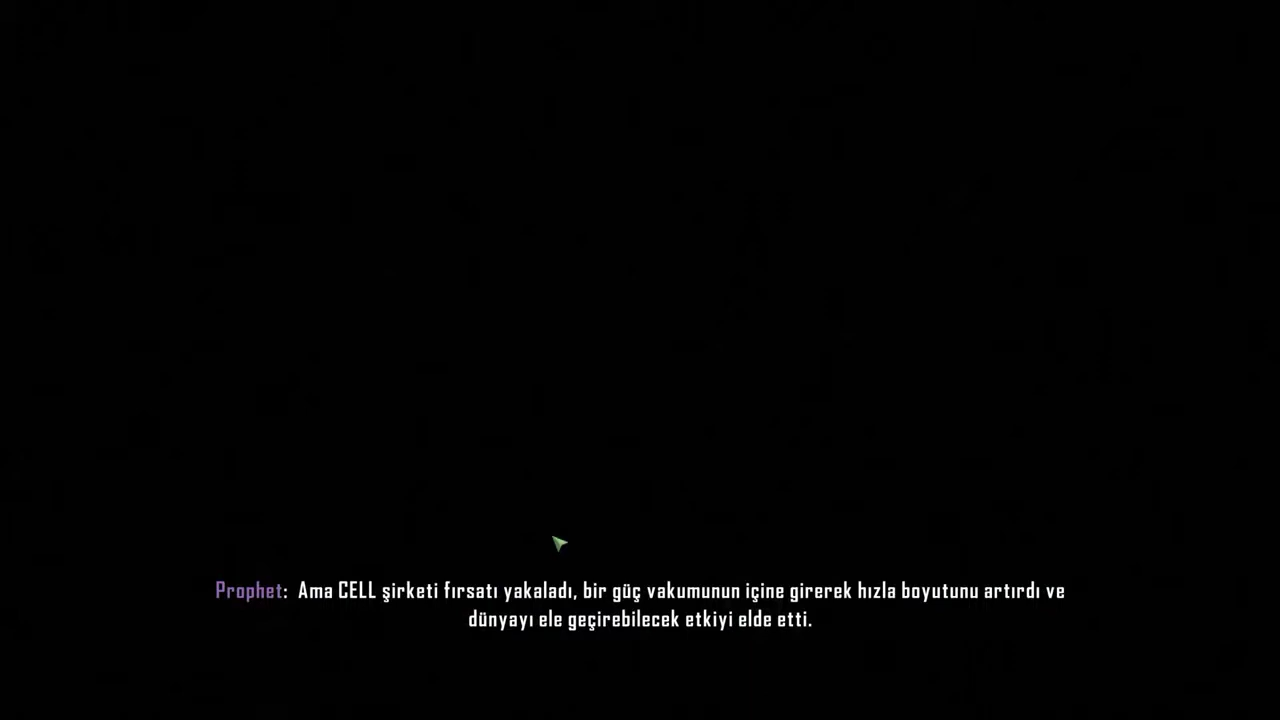 Prophet: Ama CELL şirketi fırsatı yakaladı, bir güç vakumunun içine girerek hızla boyutunu artırdı ve
dünyayı ele geçirebilecek etkiyi elde etti.